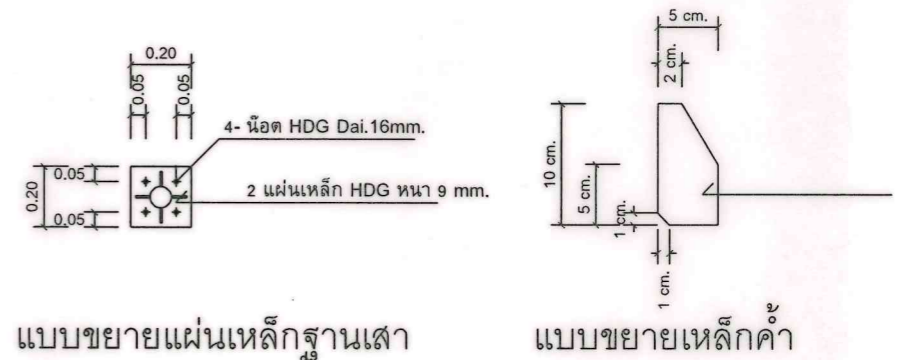 0.20
0.05
0.05
4- น๊อต HDG Dai.16mm.
0.20
0.05
0.05
2 แผ่นเหล็ก HDG หนา 9 mm.
แบบขยายแผ่นเหล็กฐานเสา
5 cm.
2 cm.
10 cm.
5 cm.
1 cm.
1 cm.
แบบขยายเหล็กค้ำ